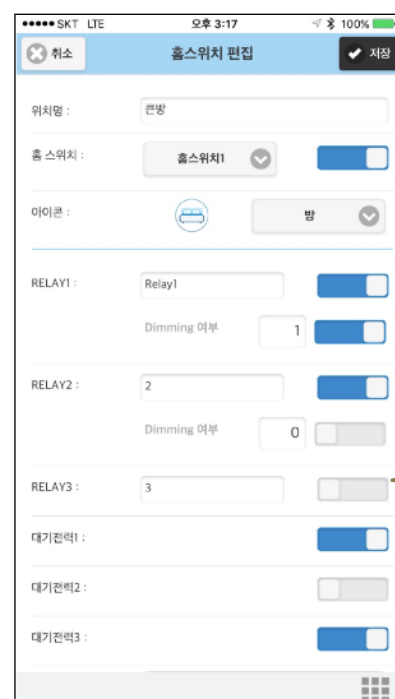 SKT LTE 오후 3:17 100%
취소 홈스위치 편집 저장
위치명 : 큰방
홈 스위치 : 홈스위치1
아이콘 : 방
RELAY1 : Relay1
Dimming 여부 1
RELAY2 : 2
Dimming 여부 0
RELAY3 : 3
대기전력1 :
대기전력2 :
대기전력3 :